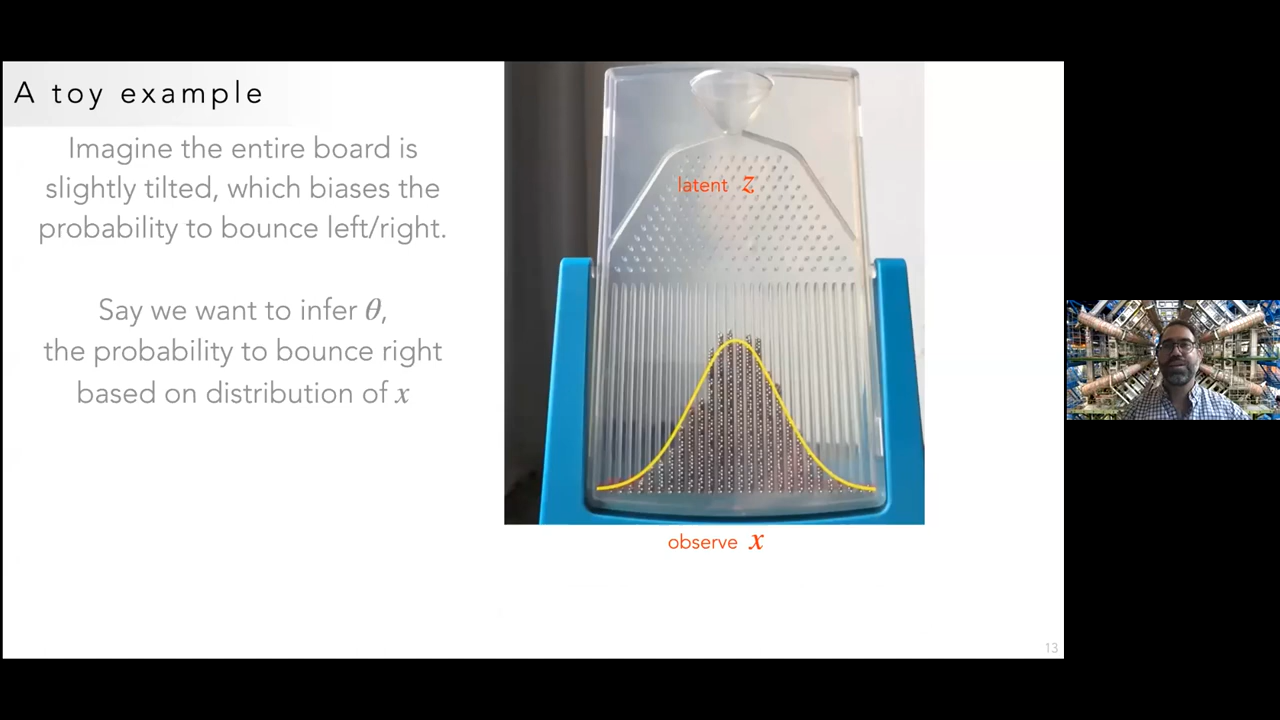 A toy example
Imagine the entire board is
slightly tilted, which biases the
probability to bounce left/right.
Say we want to infer θ,
the probability to bounce right
based on distribution of x
latent z
observe x
13